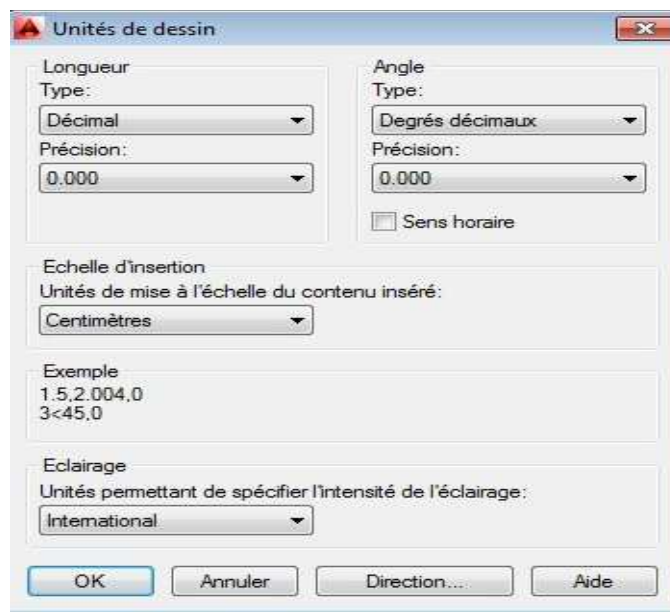 Unités de dessin
Longueur
Type:
Décimal
Précision:
0.000
Angle
Type:
Degrés décimaux
Précision:
0.000
Sens horaire
Echelle d'insertion
Unités de mise à l'échelle du contenu inséré:
Centimètres
Exemple
1.5,2.004,0
3<45,0
Eclairage
Unités permettant de spécifier l'intensité de l'éclairage:
International
OK
Annuler
Direction...
Aide